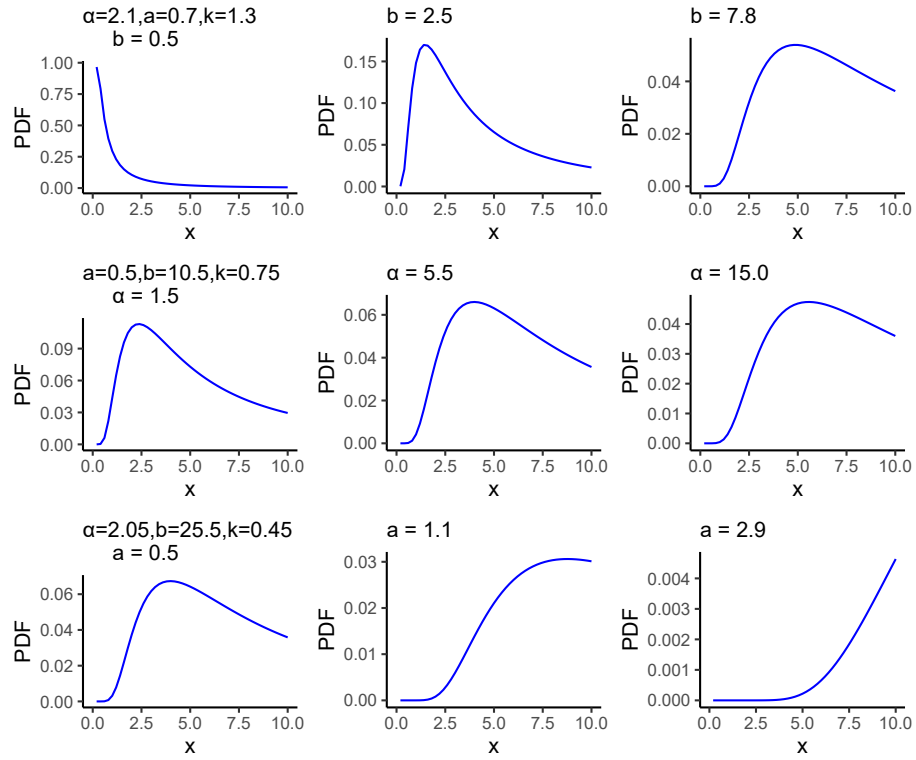 α=2.1,a=0.7,k=1.3
b = 0.5
1.00
0.75
0.50
0.25
0.00
PDF
0.0 2.5 5.0 7.5 10.0
x
b = 2.5
0.15
0.10
0.05
0.00
PDF
0.0 2.5 5.0 7.5 10.0
x
b = 7.8
0.04
0.02
0.00
PDF
0.0 2.5 5.0 7.5 10.0
x
a=0.5,b=10.5,k=0.75
α = 1.5
0.09
0.06
0.03
0.00
PDF
0.0 2.5 5.0 7.5 10.0
x
α = 5.5
0.06
0.04
0.02
0.00
PDF
0.0 2.5 5.0 7.5 10.0
x
α = 15.0
0.04
0.03
0.02
0.01
0.00
PDF
0.0 2.5 5.0 7.5 10.0
x
α=2.05,b=25.5,k=0.45
a = 0.5
0.06
0.04
0.02
0.00
PDF
0.0 2.5 5.0 7.5 10.0
x
a = 1.1
0.03
0.02
0.01
0.00
PDF
0.0 2.5 5.0 7.5 10.0
x
a = 2.9
0.004
0.003
0.002
0.001
0.000
PDF
0.0 2.5 5.0 7.5 10.0
x